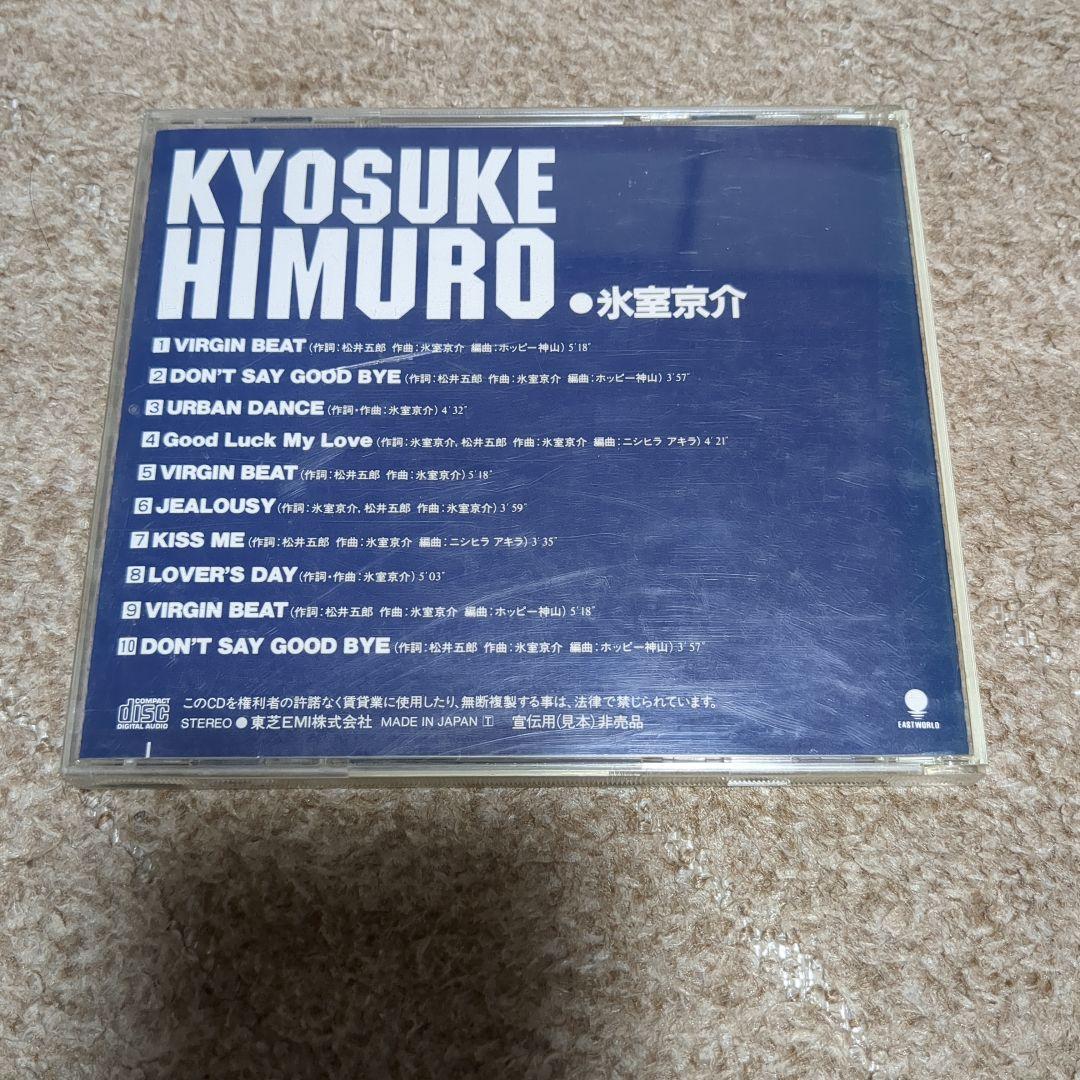 KYOSUKE
HIMURO ●氷室京介
1 VIRGIN BEAT (作詞:松井五郎 作曲:氷室京介 編曲:ホッピー神山) 5'18"
2 DON'T SAY GOOD BYE (作詞:松井五郎 作曲:氷室京介 編曲:ホッピー神山) 3'57"
3 URBAN DANCE (作詞・作曲:氷室京介) 4'32"
4 Good Luck My Love (作詞:氷室京介, 松井五郎 作曲:氷室京介 編曲:ニシヒラ アキラ) 4'21"
5 VIRGIN BEAT (作詞:松井五郎 作曲:氷室京介) 5'18"
6 JEALOUSY (作詞:氷室京介, 松井五郎 作曲:氷室京介) 3'59"
7 KISS ME (作詞:松井五郎 作曲:氷室京介 編曲:ニシヒラ アキラ) 3'35"
8 LOVER'S DAY (作詞・作曲:氷室京介) 5'03"
9 VIRGIN BEAT (作詞:松井五郎 作曲:氷室京介 編曲:ホッピー神山) 5'18"
10 DON'T SAY GOOD BYE (作詞:松井五郎 作曲:氷室京介 編曲:ホッピー神山) 3'57"
COMPACT
disc
DIGITAL AUDIO
このCDを権利者の許諾なく賃貸業に使用したり、無断複製する事は、法律で禁じられています。
STEREO ● 東芝EMI株式会社 MADE IN JAPAN T 宣伝用(見本)非売品
EASTWORLD